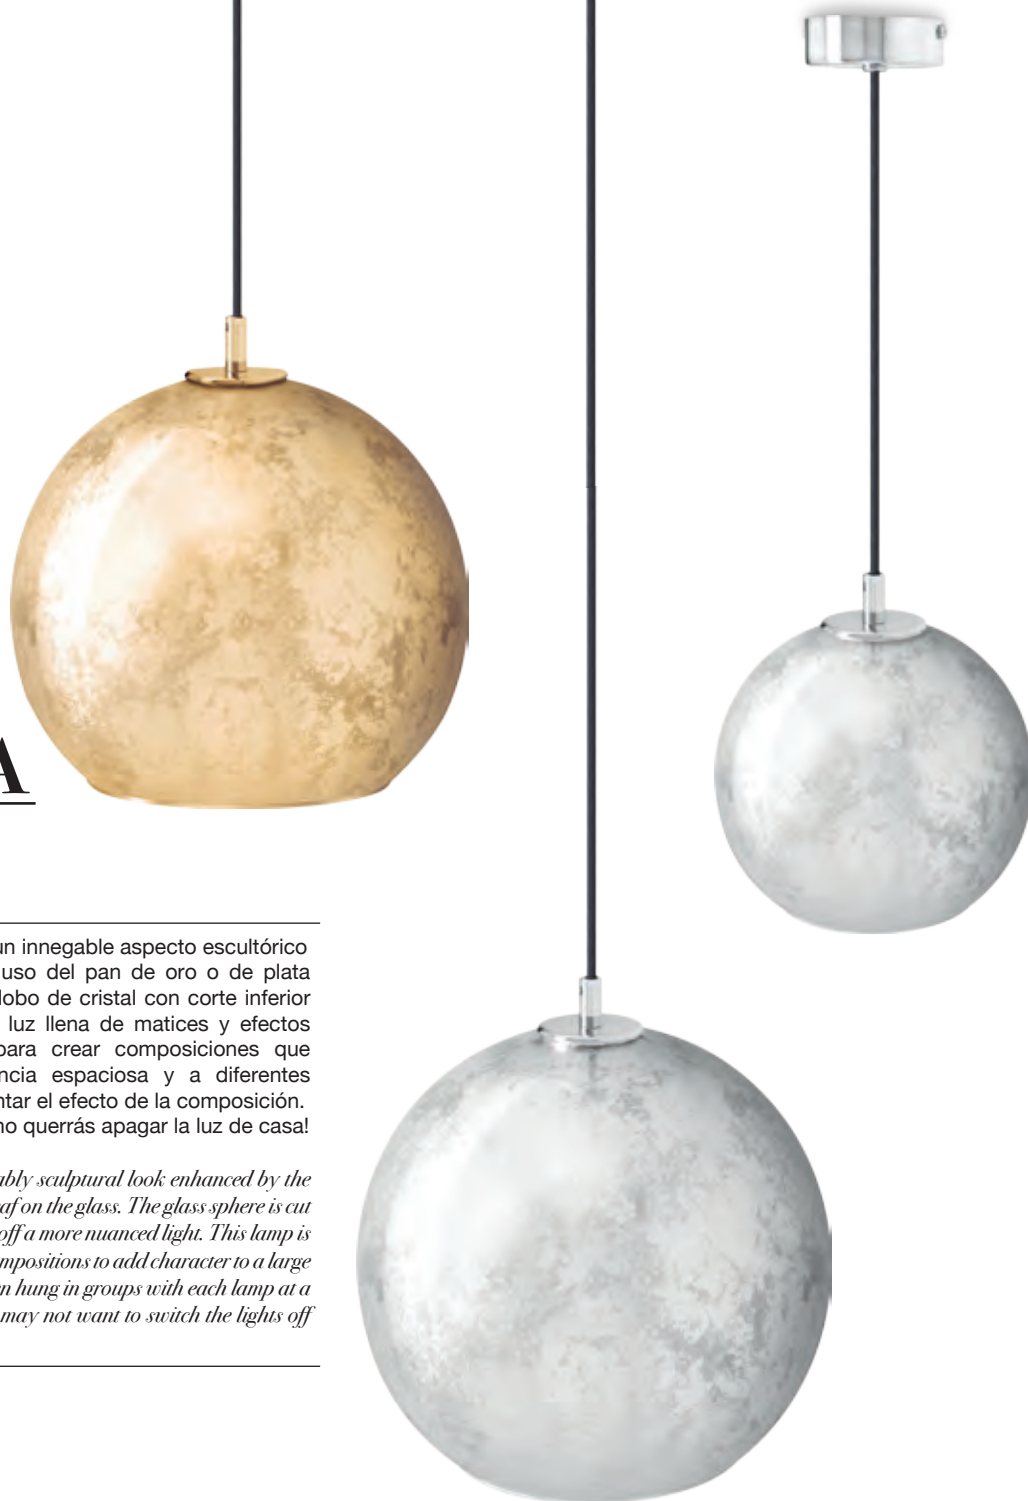 A
un innegable aspecto escultórico
uso del pan de oro o de plata
lobo de cristal con corte inferior
luz llena de matices y efectos
para crear composiciones que
ncia espaciosa y a diferentes
ntar el efecto de la composición.
no querrás apagar la luz de casa!
ably sculptural look enhanced by the
af on the glass. The glass sphere is cut
off a more nuanced light. This lamp is
mpositions to add character to a large
n hung in groups with each lamp at a
may not want to switch the lights off